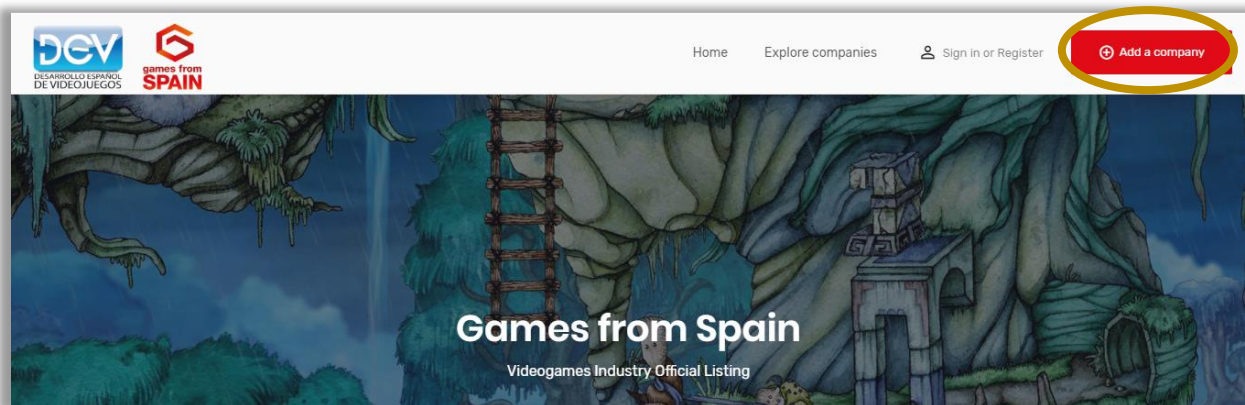 DEV
DESARROLLO ESPAÑOL
DE VIDEOJUEGOS
games from
SPAIN
Home Explore companies Sign in or Register Add a company
Games from Spain
Videogames Industry Official Listing